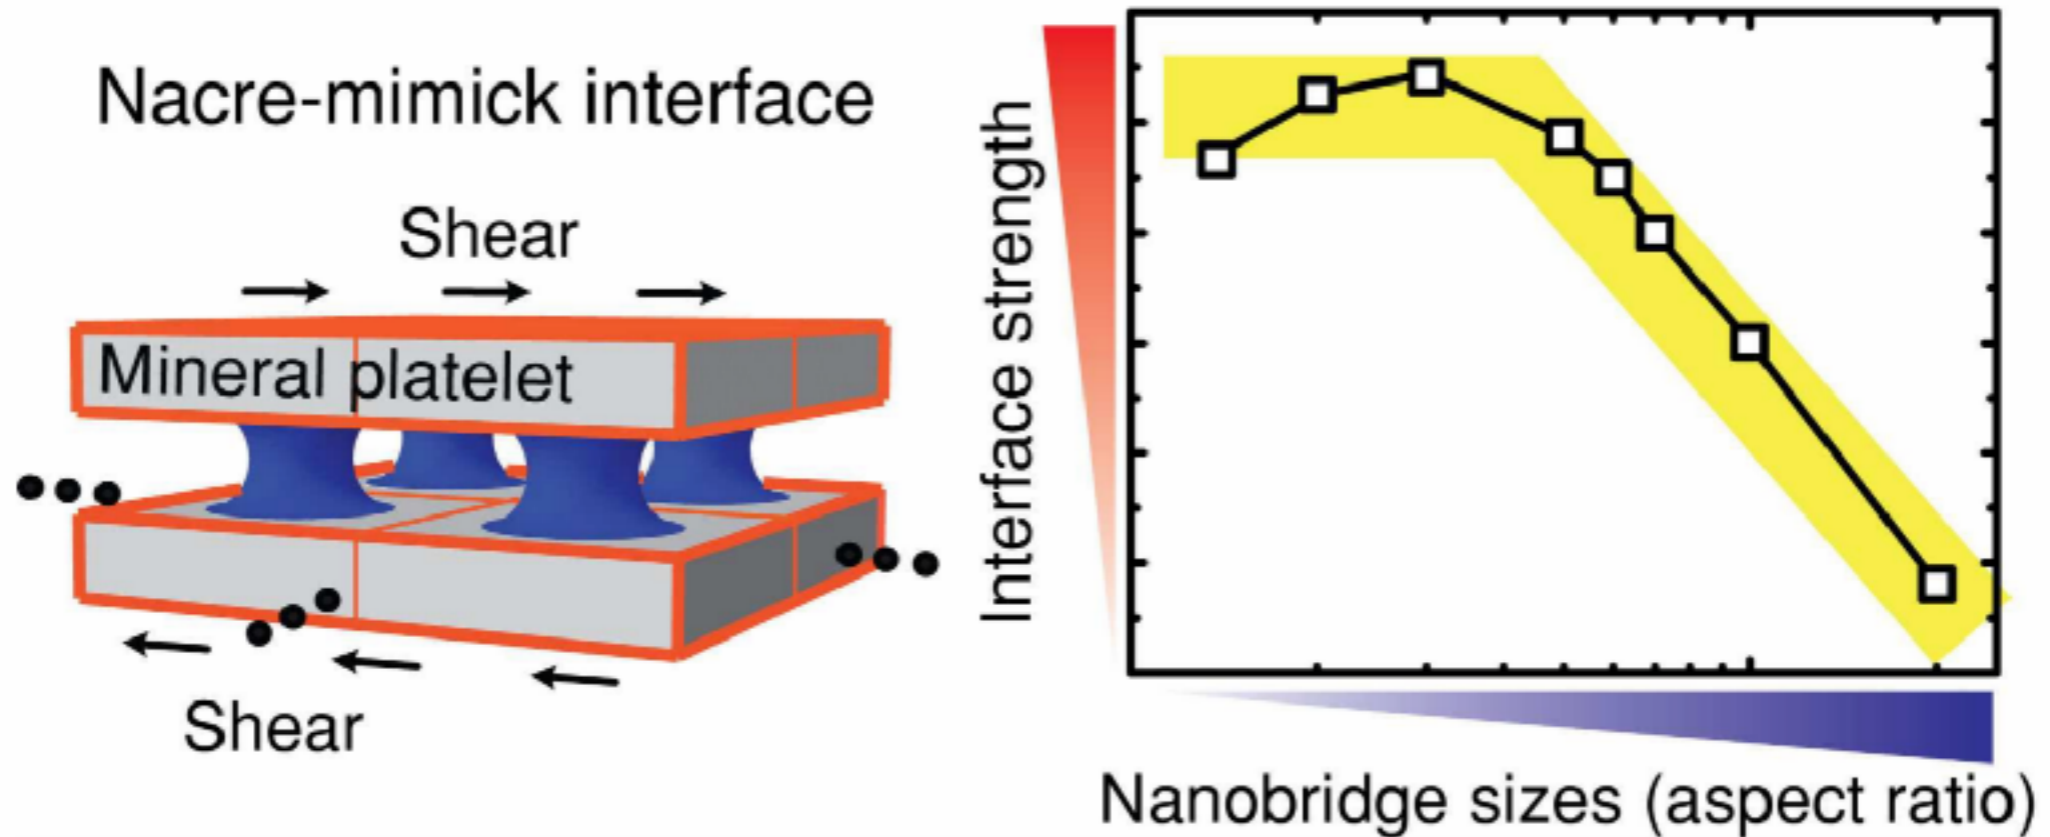 Nacre-mimick interface
Shear
Mineral platelet
Shear
Interface strength
Nanobridge sizes (aspect ratio)